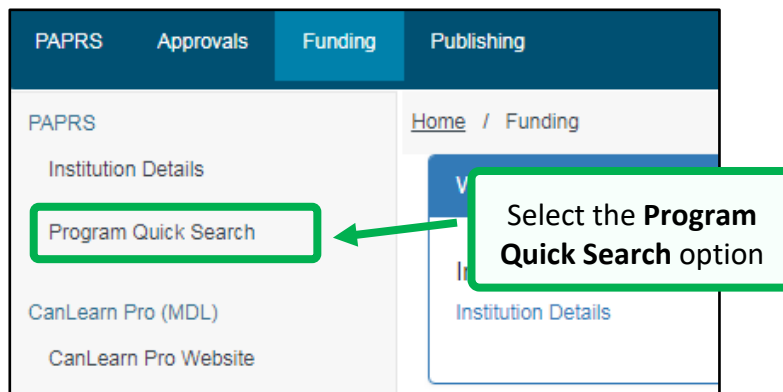 PAPRS Approvals Funding Publishing
PAPRS
Institution Details
Program Quick Search
CanLearn Pro (MDL)
CanLearn Pro Website
Home / Funding
Select the Program
Quick Search option
Institution Details